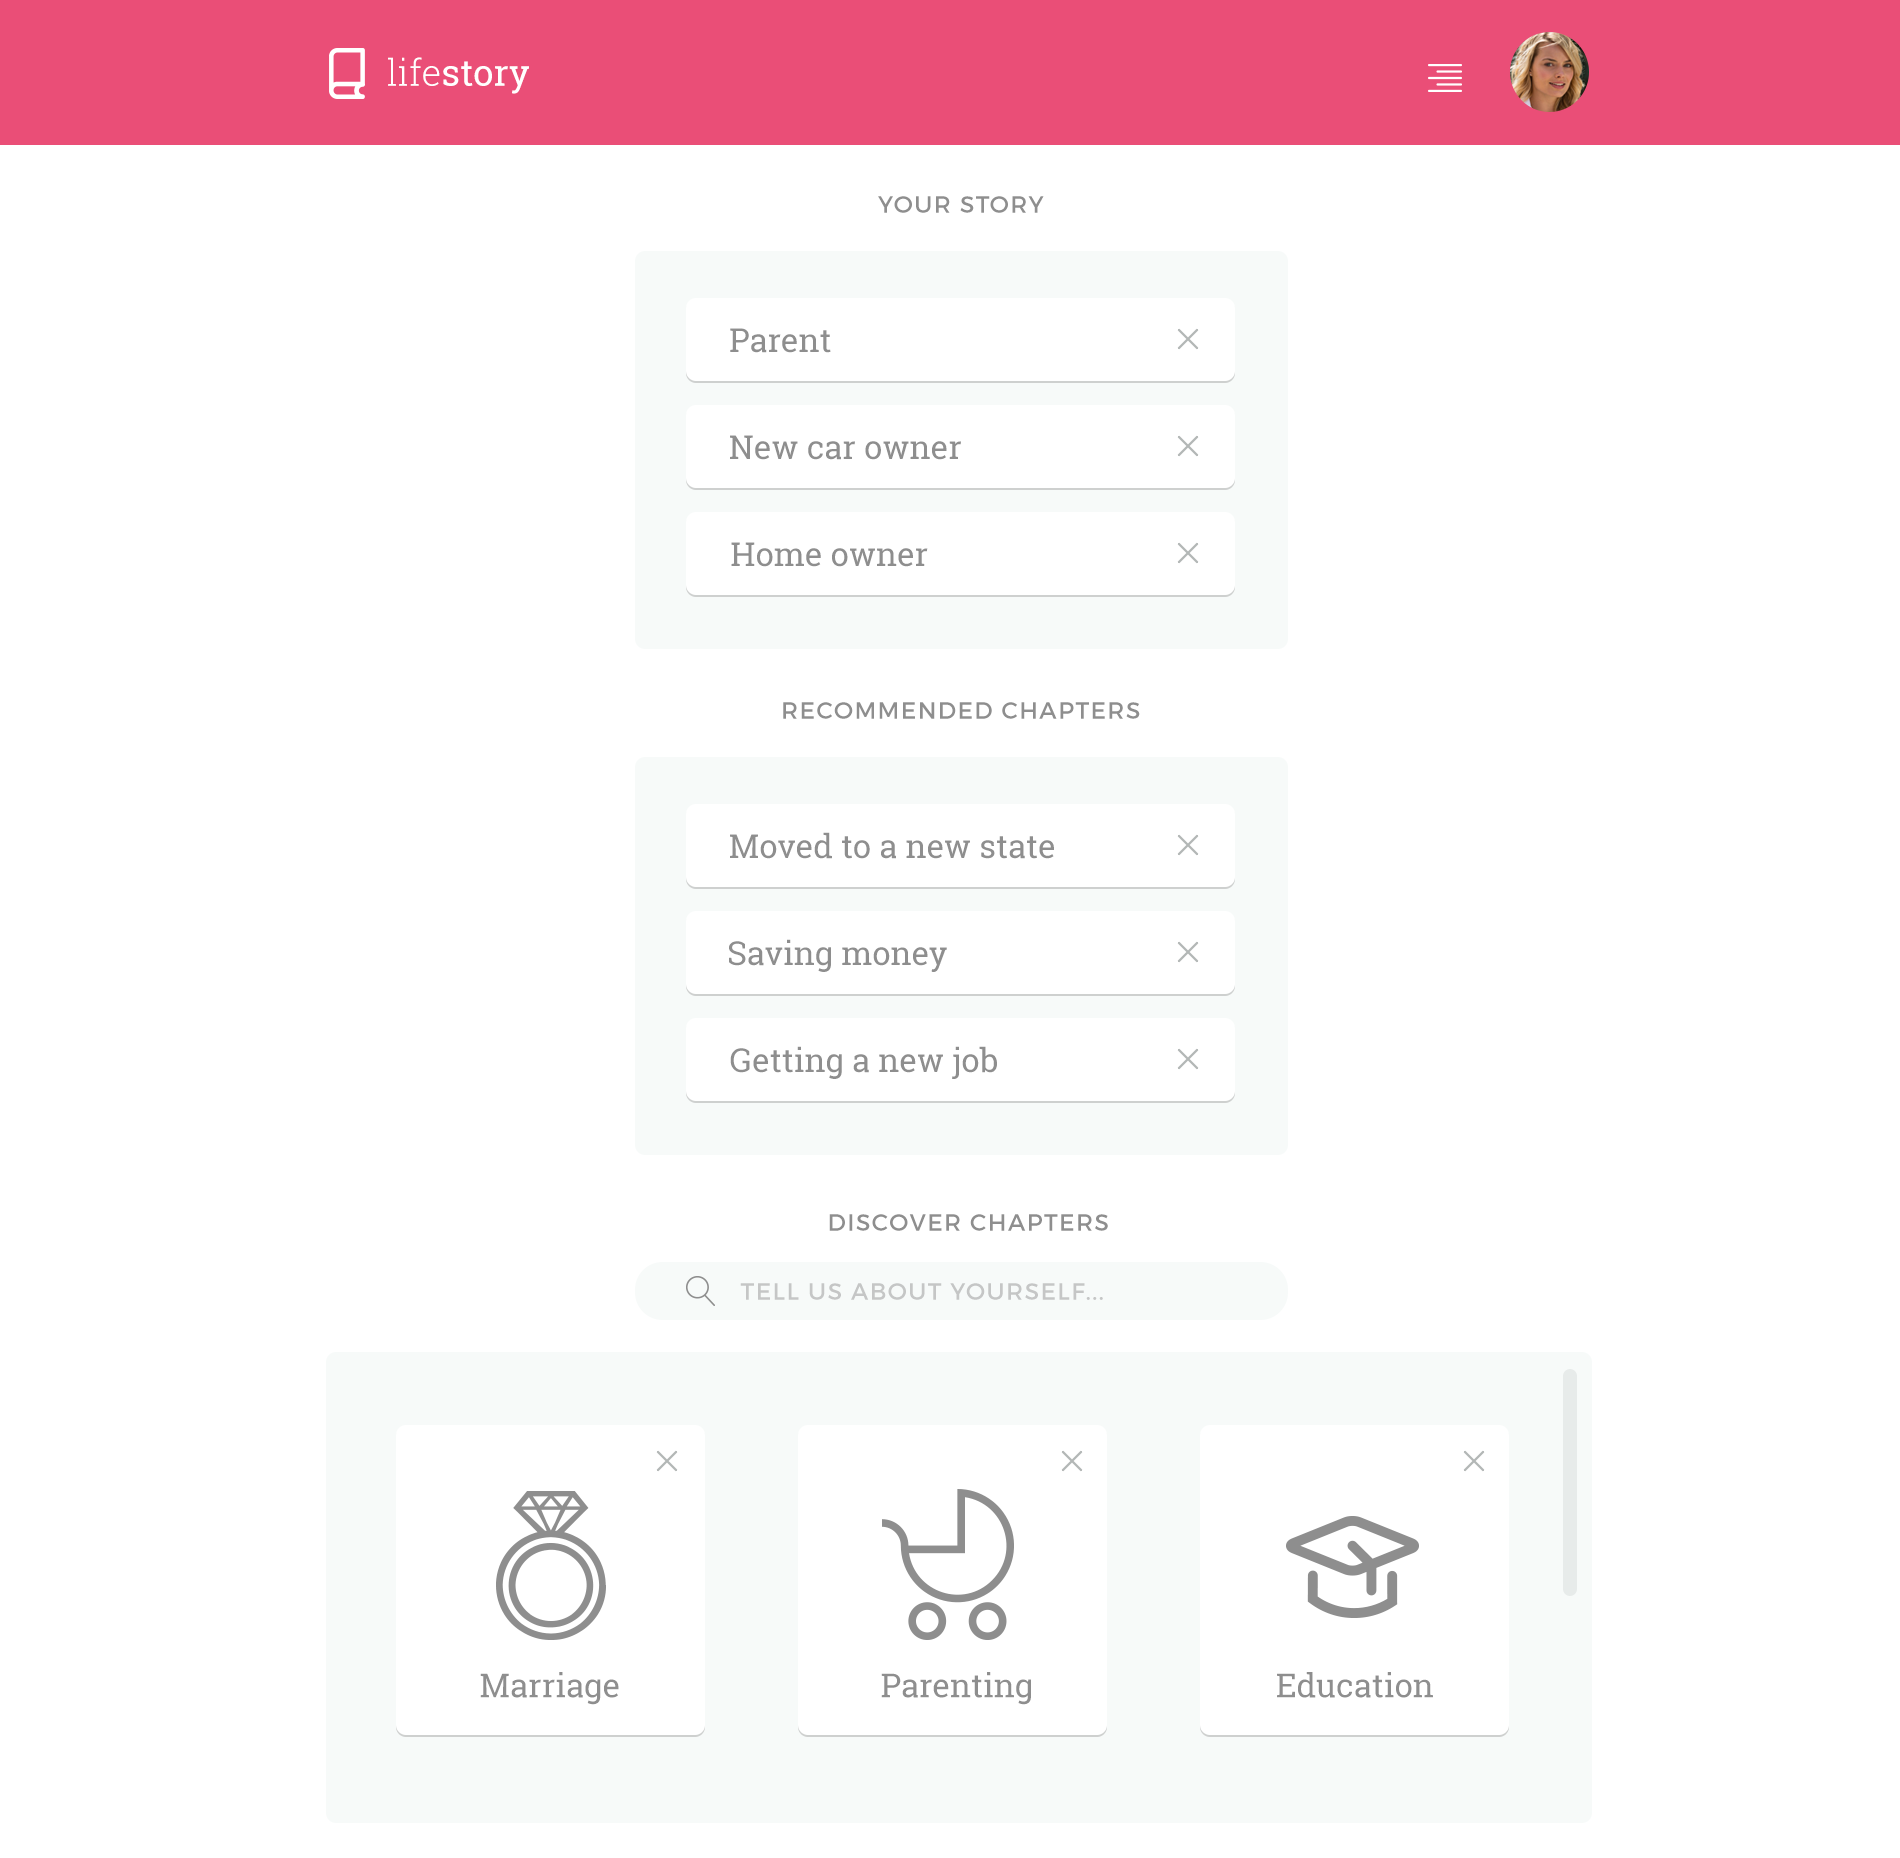 lifestory
YOUR STORY
Parent
New car owner
Home owner
RECOMMENDED CHAPTERS
Moved to a new state
Saving money
Getting a new job
DISCOVER CHAPTERS
TELL US ABOUT YOURSELF...
Marriage
Parenting
Education